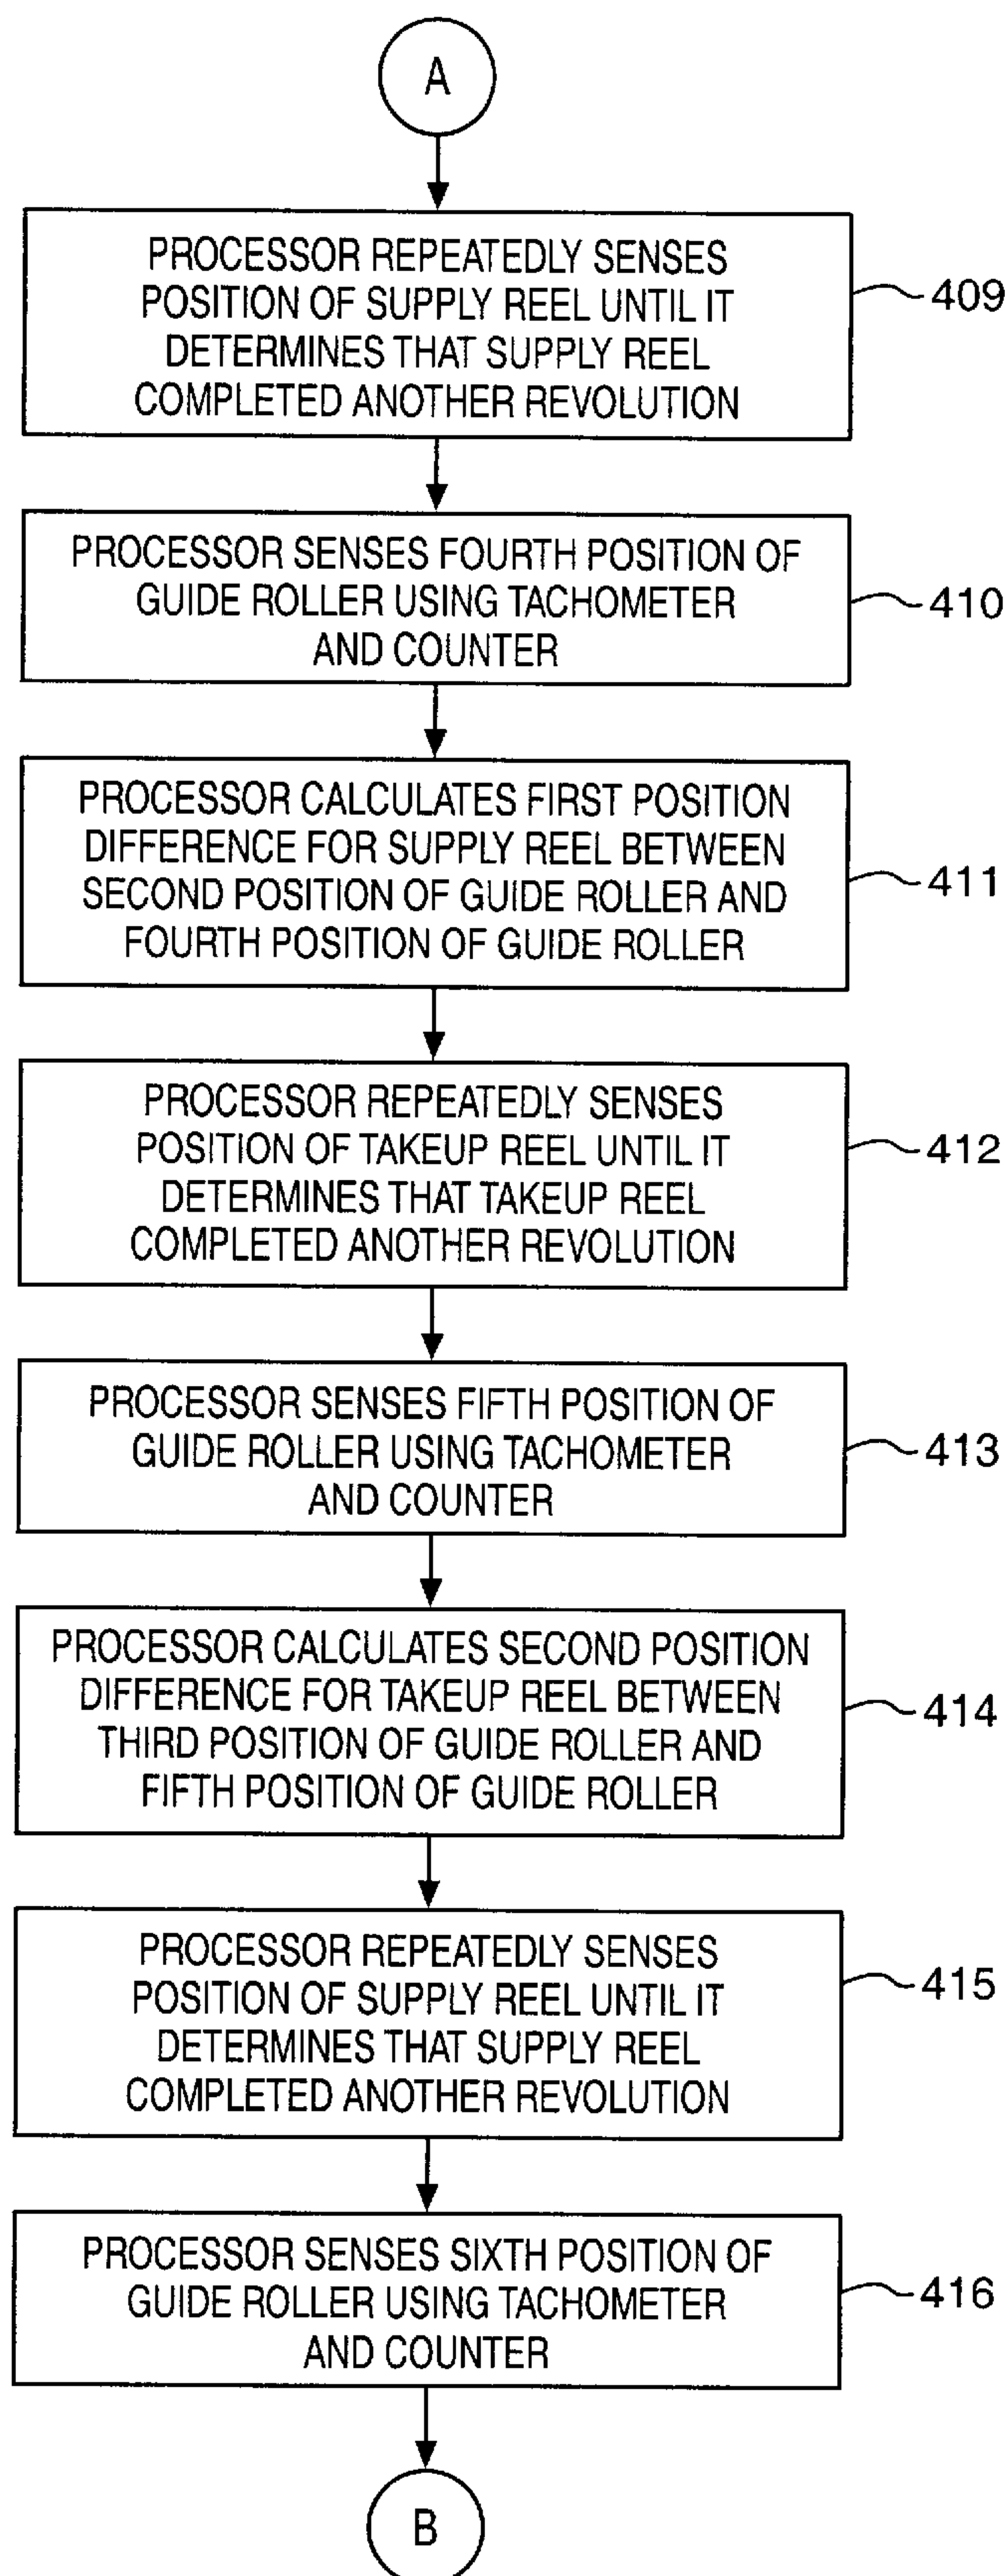 A
PROCESSOR REPEATEDLY SENSES
POSITION OF SUPPLY REEL UNTIL IT
DETERMINES THAT SUPPLY REEL
COMPLETED ANOTHER REVOLUTION
409
PROCESSOR SENSES FOURTH POSITION OF
GUIDE ROLLER USING TACHOMETER
AND COUNTER
410
PROCESSOR CALCULATES FIRST POSITION
DIFFERENCE FOR SUPPLY REEL BETWEEN
SECOND POSITION OF GUIDE ROLLER AND
FOURTH POSITION OF GUIDE ROLLER
411
PROCESSOR REPEATEDLY SENSES
POSITION OF TAKEUP REEL UNTIL IT
DETERMINES THAT TAKEUP REEL
COMPLETED ANOTHER REVOLUTION
412
PROCESSOR SENSES FIFTH POSITION OF
GUIDE ROLLER USING TACHOMETER
AND COUNTER
413
PROCESSOR CALCULATES SECOND POSITION
DIFFERENCE FOR TAKEUP REEL BETWEEN
THIRD POSITION OF GUIDE ROLLER AND
FIFTH POSITION OF GUIDE ROLLER
414
PROCESSOR REPEATEDLY SENSES
POSITION OF SUPPLY REEL UNTIL IT
DETERMINES THAT SUPPLY REEL
COMPLETED ANOTHER REVOLUTION
415
PROCESSOR SENSES SIXTH POSITION OF
GUIDE ROLLER USING TACHOMETER
AND COUNTER
416
B